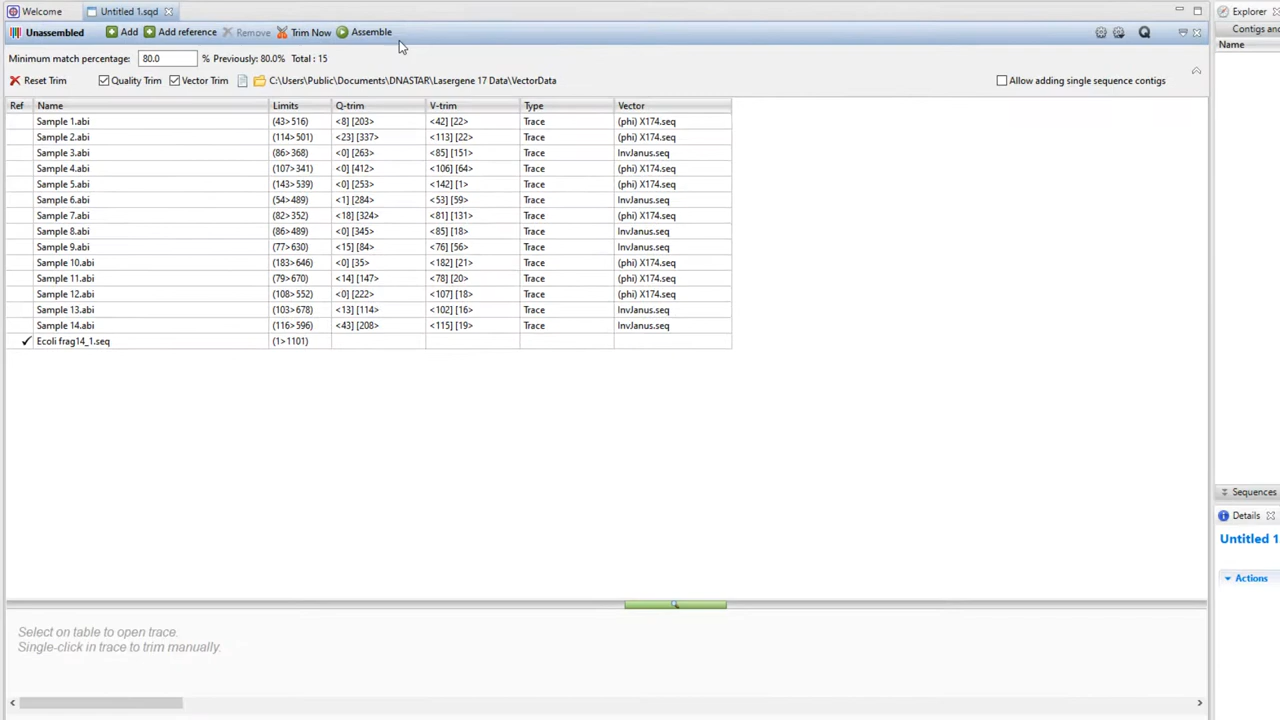 Welcome Untitled 1.sqd Explorer
Unassembled Add Add reference Remove Trim Now Assemble Q Contigs an
Minimum match percentage: 80.0 % Previously: 80.0% Total : 15 Name
Reset Trim Quality Trim Vector Trim C:\Users\Public\Documents\DNASTAR\Lasergene 17 Data\VectorData Allow adding single sequence contigs
Ref Name Limits Q-trim V-trim Type Vector
Sample 1.abi (43>516) <8] [203> <42] [22> Trace (phi) X174.seq
Sample 2.abi (114>501) <23] [337> <113] [22> Trace (phi) X174.seq
Sample 3.abi (86>368) <0] [263> <85] [151> Trace InvJanus.seq
Sample 4.abi (107>341) <0] [412> <106] [64> Trace (phi) X174.seq
Sample 5.abi (143>539) <0] [253> <142] [1> Trace (phi) X174.seq
Sample 6.abi (54>489) <1] [284> <53] [59> Trace InvJanus.seq
Sample 7.abi (82>352) <18] [324> <81] [131> Trace (phi) X174.seq
Sample 8.abi (86>489) <0] [345> <85] [18> Trace InvJanus.seq
Sample 9.abi (77>630) <15] [84> <76] [56> Trace InvJanus.seq
Sample 10.abi (183>646) <0] [35> <182] [21> Trace (phi) X174.seq
Sample 11.abi (79>670) <14] [147> <78] [20> Trace (phi) X174.seq
Sample 12.abi (108>552) <0] [222> <107] [18> Trace (phi) X174.seq
Sample 13.abi (103>678) <13] [114> <102] [16> Trace InvJanus.seq
Sample 14.abi (116>596) <43] [208> <115] [19> Trace InvJanus.seq
Ecoli frag14_1.seq (1>1101)
Sequences
Details
Untitled 1
Actions
Select on table to open trace.
Single-click in trace to trim manually.